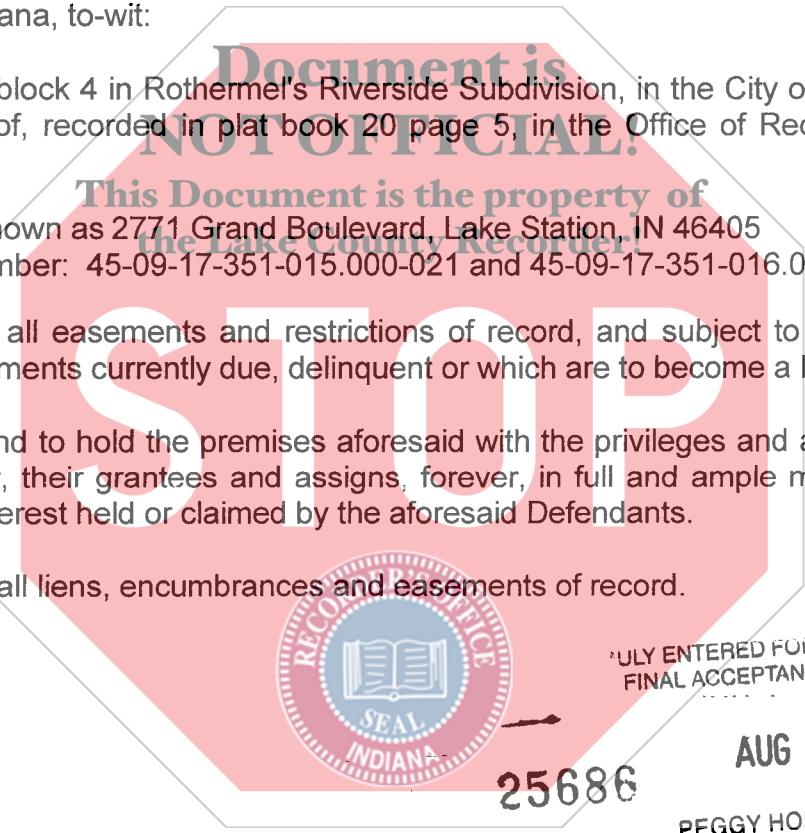 ana, to-wit:
Document is
block 4 in Rothermel's Riverside Subdivision, in the City o
of, recorded in plat book 20 page 5, in the Office of Rec
NOT OFFICIAL!
This Document is the property of
nown as 2771 Grand Boulevard, Lake Station, IN 46405
the Lake County Recorder!
mber: 45-09-17-351-015.000-021 and 45-09-17-351-016.0
all easements and restrictions of record, and subject to
ments currently due, delinquent or which are to become a l
STOP
nd to hold the premises aforesaid with the privileges and a
, their grantees and assigns, forever, in full and ample m
erest held or claimed by the aforesaid Defendants.
all liens, encumbrances and easements of record.
RECORDER'S OFFICE
SEAL
INDIANA
ULY ENTERED FOR
FINAL ACCEPTAN
AUG
25686
PEGGY HO